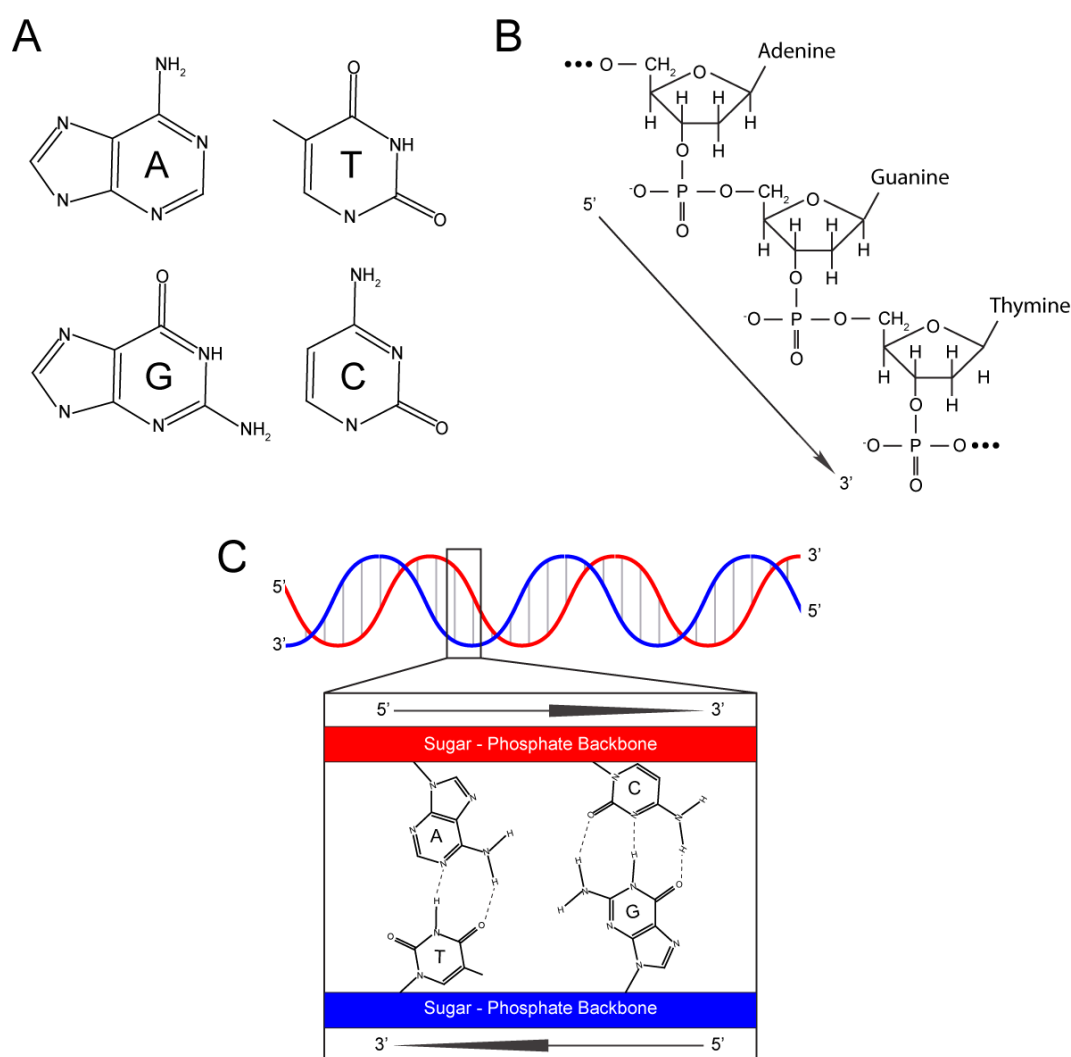 A
B
NH2
N
N
N
N
A
O
NH
O
N
T
O
N
NH
N
N
NH2
G
NH2
N
O
N
C
Adenine
••• O — CH2
O
H
H
H
H
O
-O — P — O — CH2
O
Guanine
O
H
H
H
H
O
-O — P — O — CH2
O
Thymine
O
H
H
H
H
O
-O — P — O •••
O
5’
3’
C
5’
3’
3’
5’
5’
3’
Sugar - Phosphate Backbone
N
N
N
N
A
N
H
H
H
N
O
O
N
T
N
C
O
N
N
H
H
H
H
N
H
N
O
G
N
N
N
Sugar - Phosphate Backbone
3’
5’